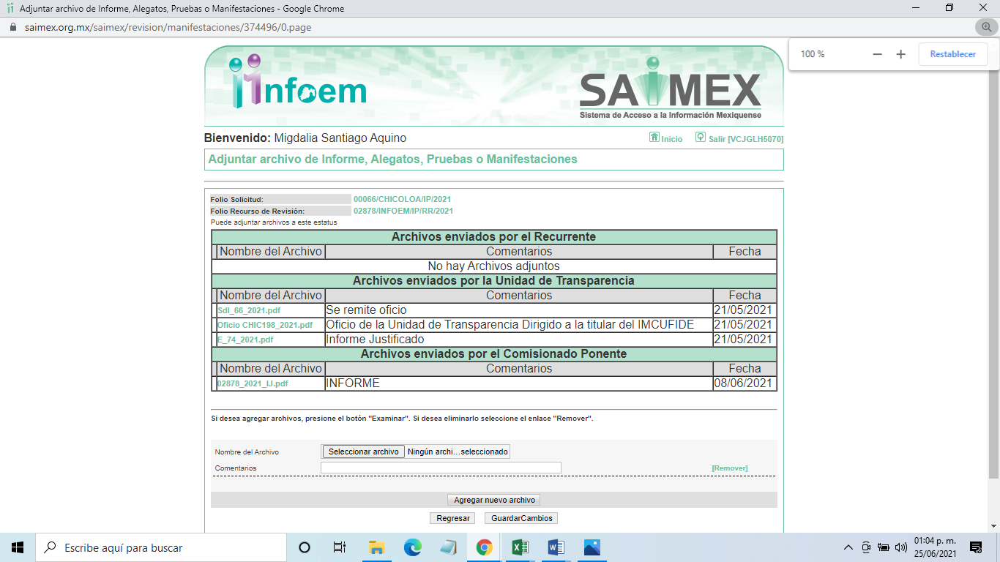 Adjuntar archivo de Informe, Alegatos, Pruebas o Manifestaciones - Google Chrome
saimex.org.mx/saimex/revision/manifestaciones/374496/0.page
100 %
Restablecer
infoem
SAIMEX
Sistema de Acceso a la Información Mexiquense
Bienvenido: Migdalia Santiago Aquino
Inicio Salir [VCJGLH5070]
Adjuntar archivo de Informe, Alegatos, Pruebas o Manifestaciones
Folio Solicitud: 00066/CHICOLOA/IP/2021
Folio Recurso de Revisión: 02878/INFOEM/IP/RR/2021
Puede adjuntar archivos a este estatus
Archivos enviados por el Recurrente
Nombre del Archivo Comentarios Fecha
No hay Archivos adjuntos
Archivos enviados por la Unidad de Transparencia
Nombre del Archivo Comentarios Fecha
SdI_66_2021.pdf Se remite oficio 21/05/2021
Oficio CHIC198_2021.pdf Oficio de la Unidad de Transparencia Dirigido a la titular del IMCUFIDE 21/05/2021
E_74_2021.pdf Informe Justificado 21/05/2021
Archivos enviados por el Comisionado Ponente
Nombre del Archivo Comentarios Fecha
02878_2021_IJ.pdf INFORME 08/06/2021
Si desea agregar archivos, presione el botón "Examinar". Si desea eliminarlo seleccione el enlace "Remover".
Nombre del Archivo Seleccionar archivo Ningún archi...seleccionado
Comentarios [Remover]
Agregar nuevo archivo
Regresar GuardarCambios
Escribe aquí para buscar
01:04 p. m.
25/06/2021